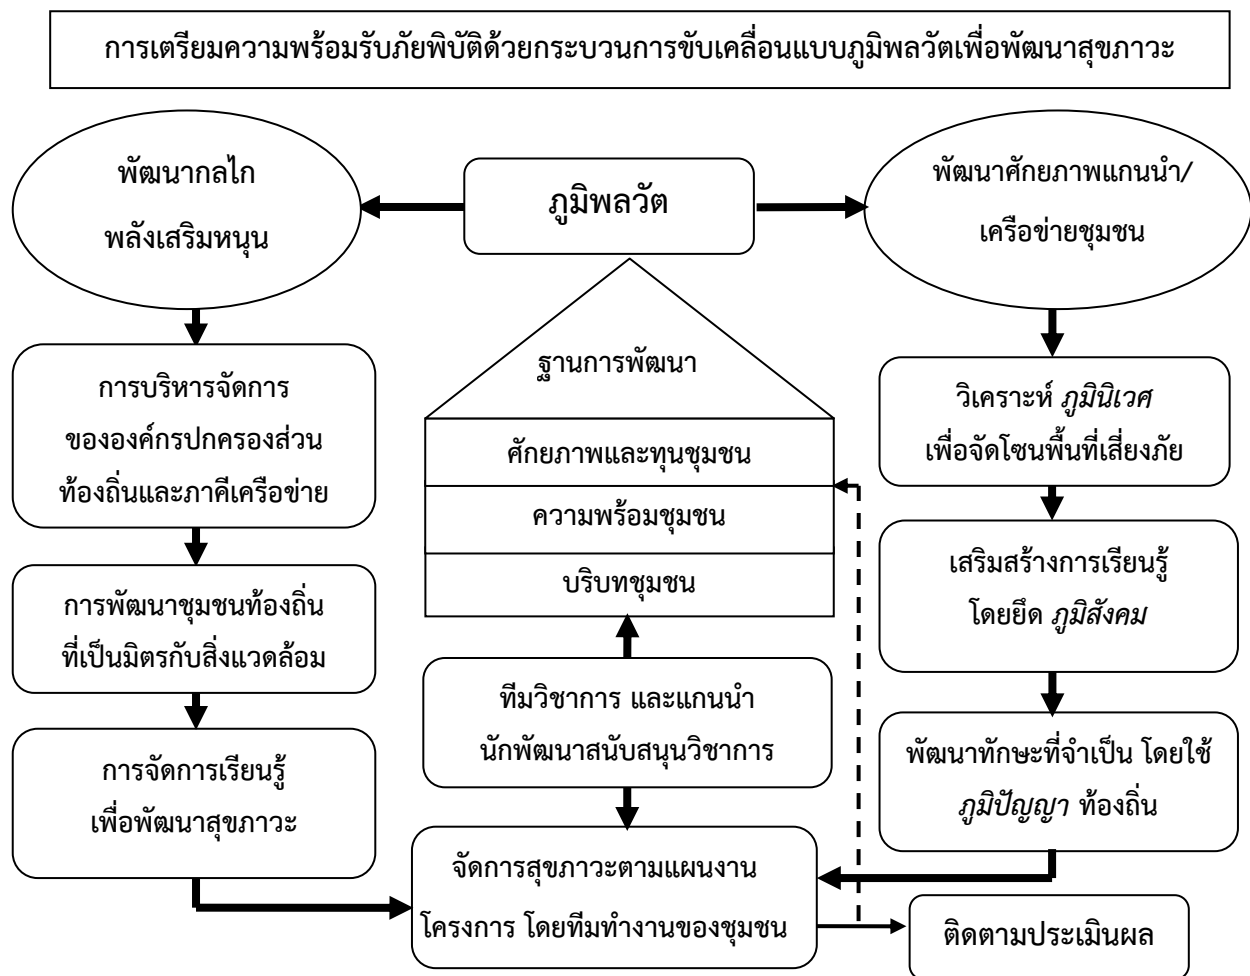 การเตรียมความพร้อมรับภัยพิบัติด้วยกระบวนการขับเคลื่อนแบบภูมิพลวัตเพื่อพัฒนาสุขภาวะ
พัฒนากลไก
พลังเสริมหนุน
ภูมิพลวัต
พัฒนาศักยภาพแกนนำ/
เครือข่ายชุมชน
การบริหารจัดการ
ขององค์กรปกครองส่วน
ท้องถิ่นและภาคีเครือข่าย
การพัฒนาชุมชนท้องถิ่น
ที่เป็นมิตรกับสิ่งแวดล้อม
การจัดการเรียนรู้
เพื่อพัฒนาสุขภาวะ
ฐานการพัฒนา
ศักยภาพและทุนชุมชน
ความพร้อมชุมชน
บริบทชุมชน
ทีมวิชาการ และแกนนำ
นักพัฒนาสนับสนุนวิชาการ
จัดการสุขภาวะตามแผนงาน
โครงการ โดยทีมทำงานของชุมชน
วิเคราะห์ ภูมินิเวศ
เพื่อจัดโซนพื้นที่เสี่ยงภัย
เสริมสร้างการเรียนรู้
โดยยึด ภูมิสังคม
พัฒนาทักษะที่จำเป็น โดยใช้
ภูมิปัญญา ท้องถิ่น
ติดตามประเมินผล